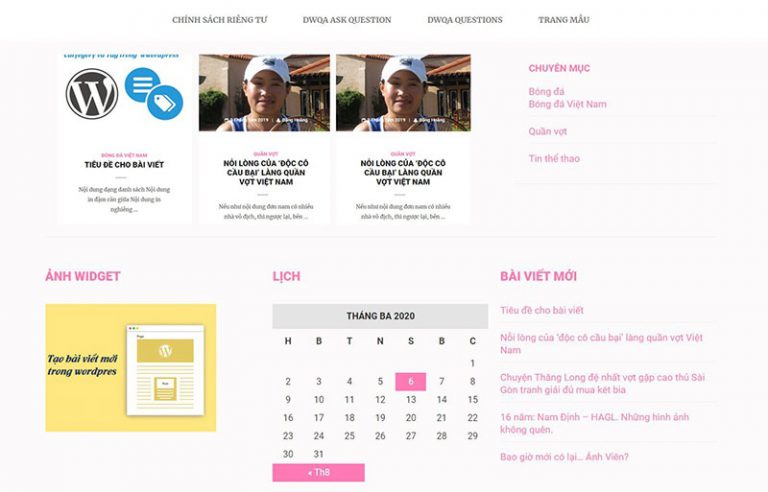 CHÍNH SÁCH RIÊNG TƯ DWQA ASK QUESTION DWQA QUESTIONS TRANG MẪU
Category và Tag trong wordpress
BÓNG ĐÁ VIỆT NAM
TIÊU ĐỀ CHO BÀI VIẾT
Nội dung dạng danh sách Nội dung
in đậm căn giữa Nội dung in
nghiêng ...
2019 | Đăng Hoàng
QUẦN VỢT
NỖI LÒNG CỦA 'ĐỘC CÔ
CẦU BẠI' LÀNG QUẦN
VỢT VIỆT NAM
Nếu như nội dung đơn nam có nhiều
nhà vô địch, thì ngược lại, bên ...
2019 | Đăng Hoàng
QUẦN VỢT
NỖI LÒNG CỦA 'ĐỘC CÔ
CẦU BẠI' LÀNG QUẦN
VỢT VIỆT NAM
Nếu như nội dung đơn nam có nhiều
nhà vô địch, thì ngược lại, bên ...
CHUYÊN MỤC
Bóng đá
Bóng đá Việt Nam
Quần vợt
Tin thể thao
ẢNH WIDGET
Tạo bài viết mới
trong wordpres
Page
Post
LỊCH
THÁNG BA 2020
H B T N S B C
1
2 3 4 5 6 7 8
9 10 11 12 13 14 15
16 17 18 19 20 21 22
23 24 25 26 27 28 29
30 31
« Th8
BÀI VIẾT MỚI
Tiêu đề cho bài viết
Nỗi lòng của 'độc cô cầu bại' làng quần vợt Việt
Nam
Chuyện Thăng Long đệ nhất vợt gặp cao thủ Sài
Gòn tranh giải đủ mua két bia
16 năm: Nam Định – HAGL. Những hình ảnh
không quên.
Bao giờ mới có lại... Ánh Viên?